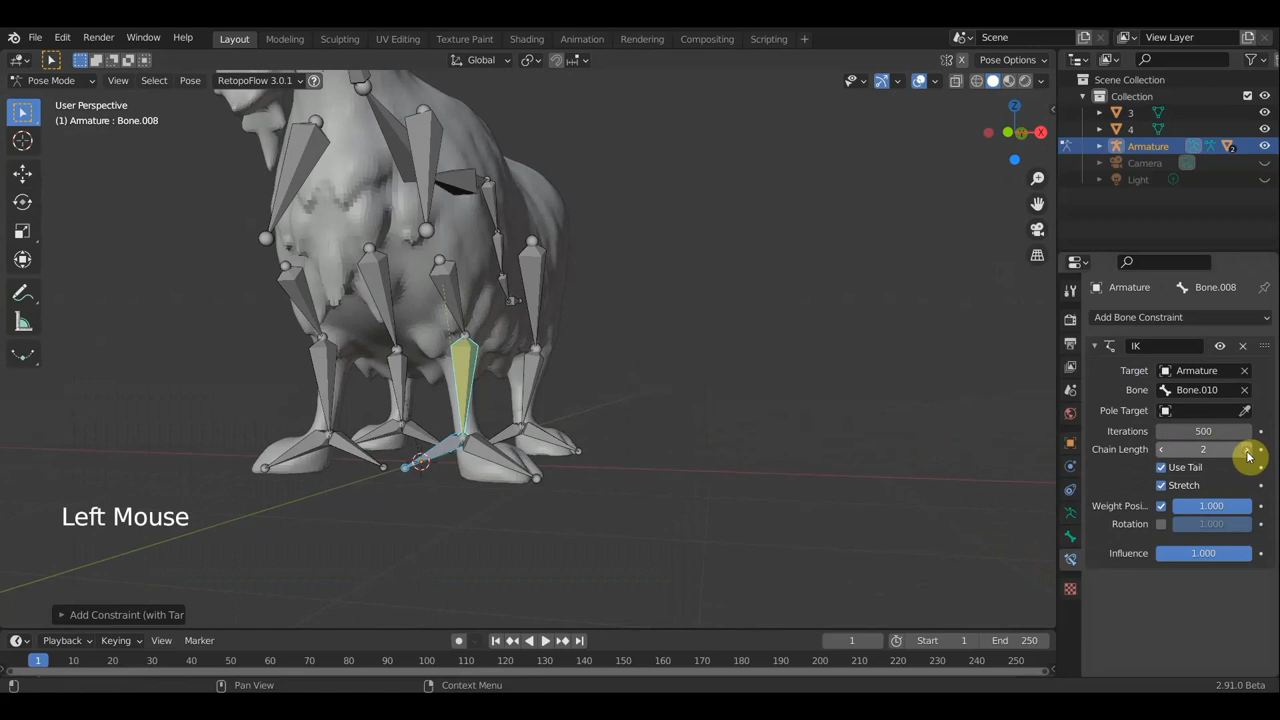 File Edit Render Window Help Layout Modeling Sculpting UV Editing Texture Paint Shading Animation Rendering Compositing Scripting + Scene View Layer
Global Pose Options
Pose Mode View Select Pose RetopoFlow 3.0.1 ?
User Perspective
(1) Armature : Bone.008
Z
Y
X
Scene Collection
Collection
3
4
Armature 2
Camera
Light
Armature Bone.008
Add Bone Constraint
IK
Target Armature
Bone Bone.010
Pole Target
Iterations 500
Chain Length 2
Use Tail
Stretch
Weight Posi... 1.000
Rotation 1.000
Influence 1.000
Left Mouse
Add Constraint (with Tar
Playback Keying View Marker 1 Start 1 End 250
1 10 20 30 40 50 60 70 80 90 100 110 120 130 140 150 160 170 180 190 200 210 220 230 240 250
Pan View Context Menu 2.91.0 Beta